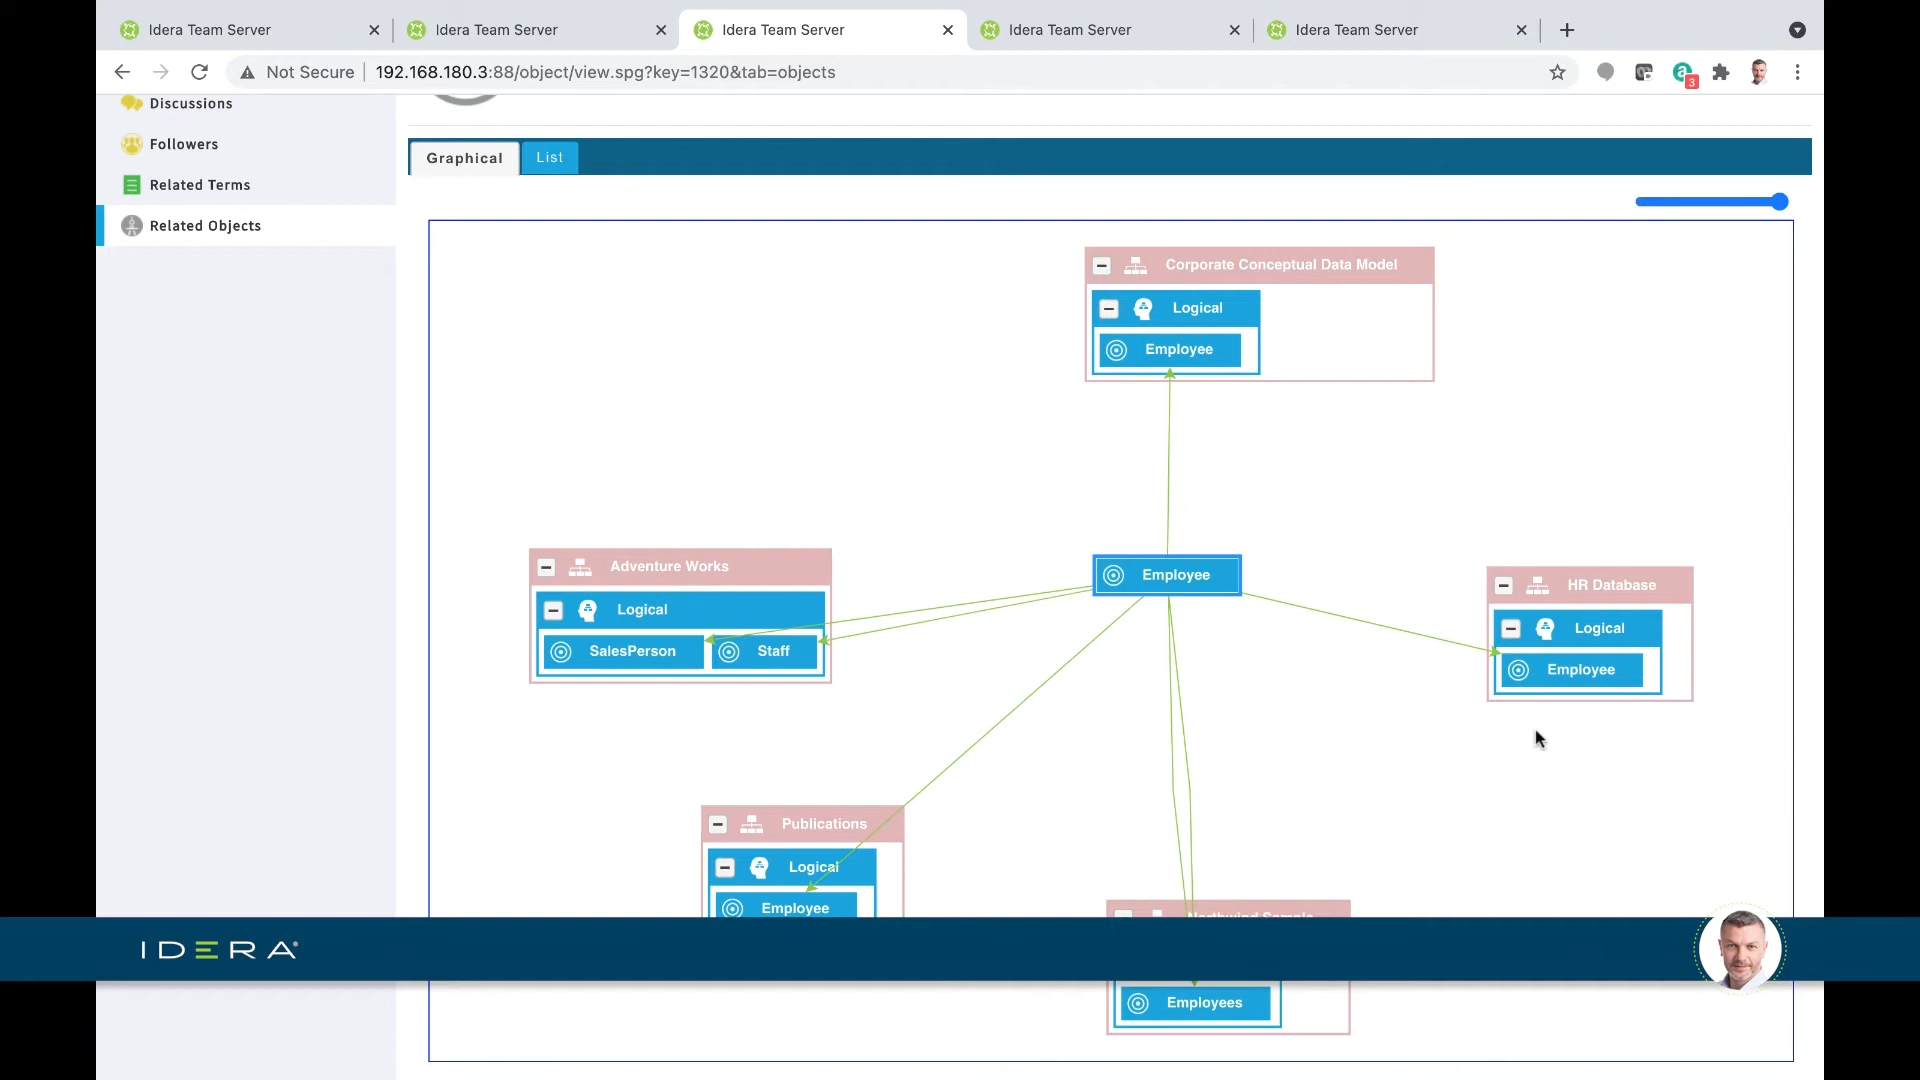 Idera Team Server
Idera Team Server
Idera Team Server
Idera Team Server
Idera Team Server
Not Secure
192.168.180.3:88/object/view.spg?key=1320&tab=objects
3
Discussions
Followers
Related Terms
Related Objects
Graphical
List
Corporate Conceptual Data Model
Logical
Employee
Adventure Works
Logical
SalesPerson
Staff
Employee
HR Database
Logical
Employee
Publications
Logical
Employee
Northwind Sample
Employees
IDERA